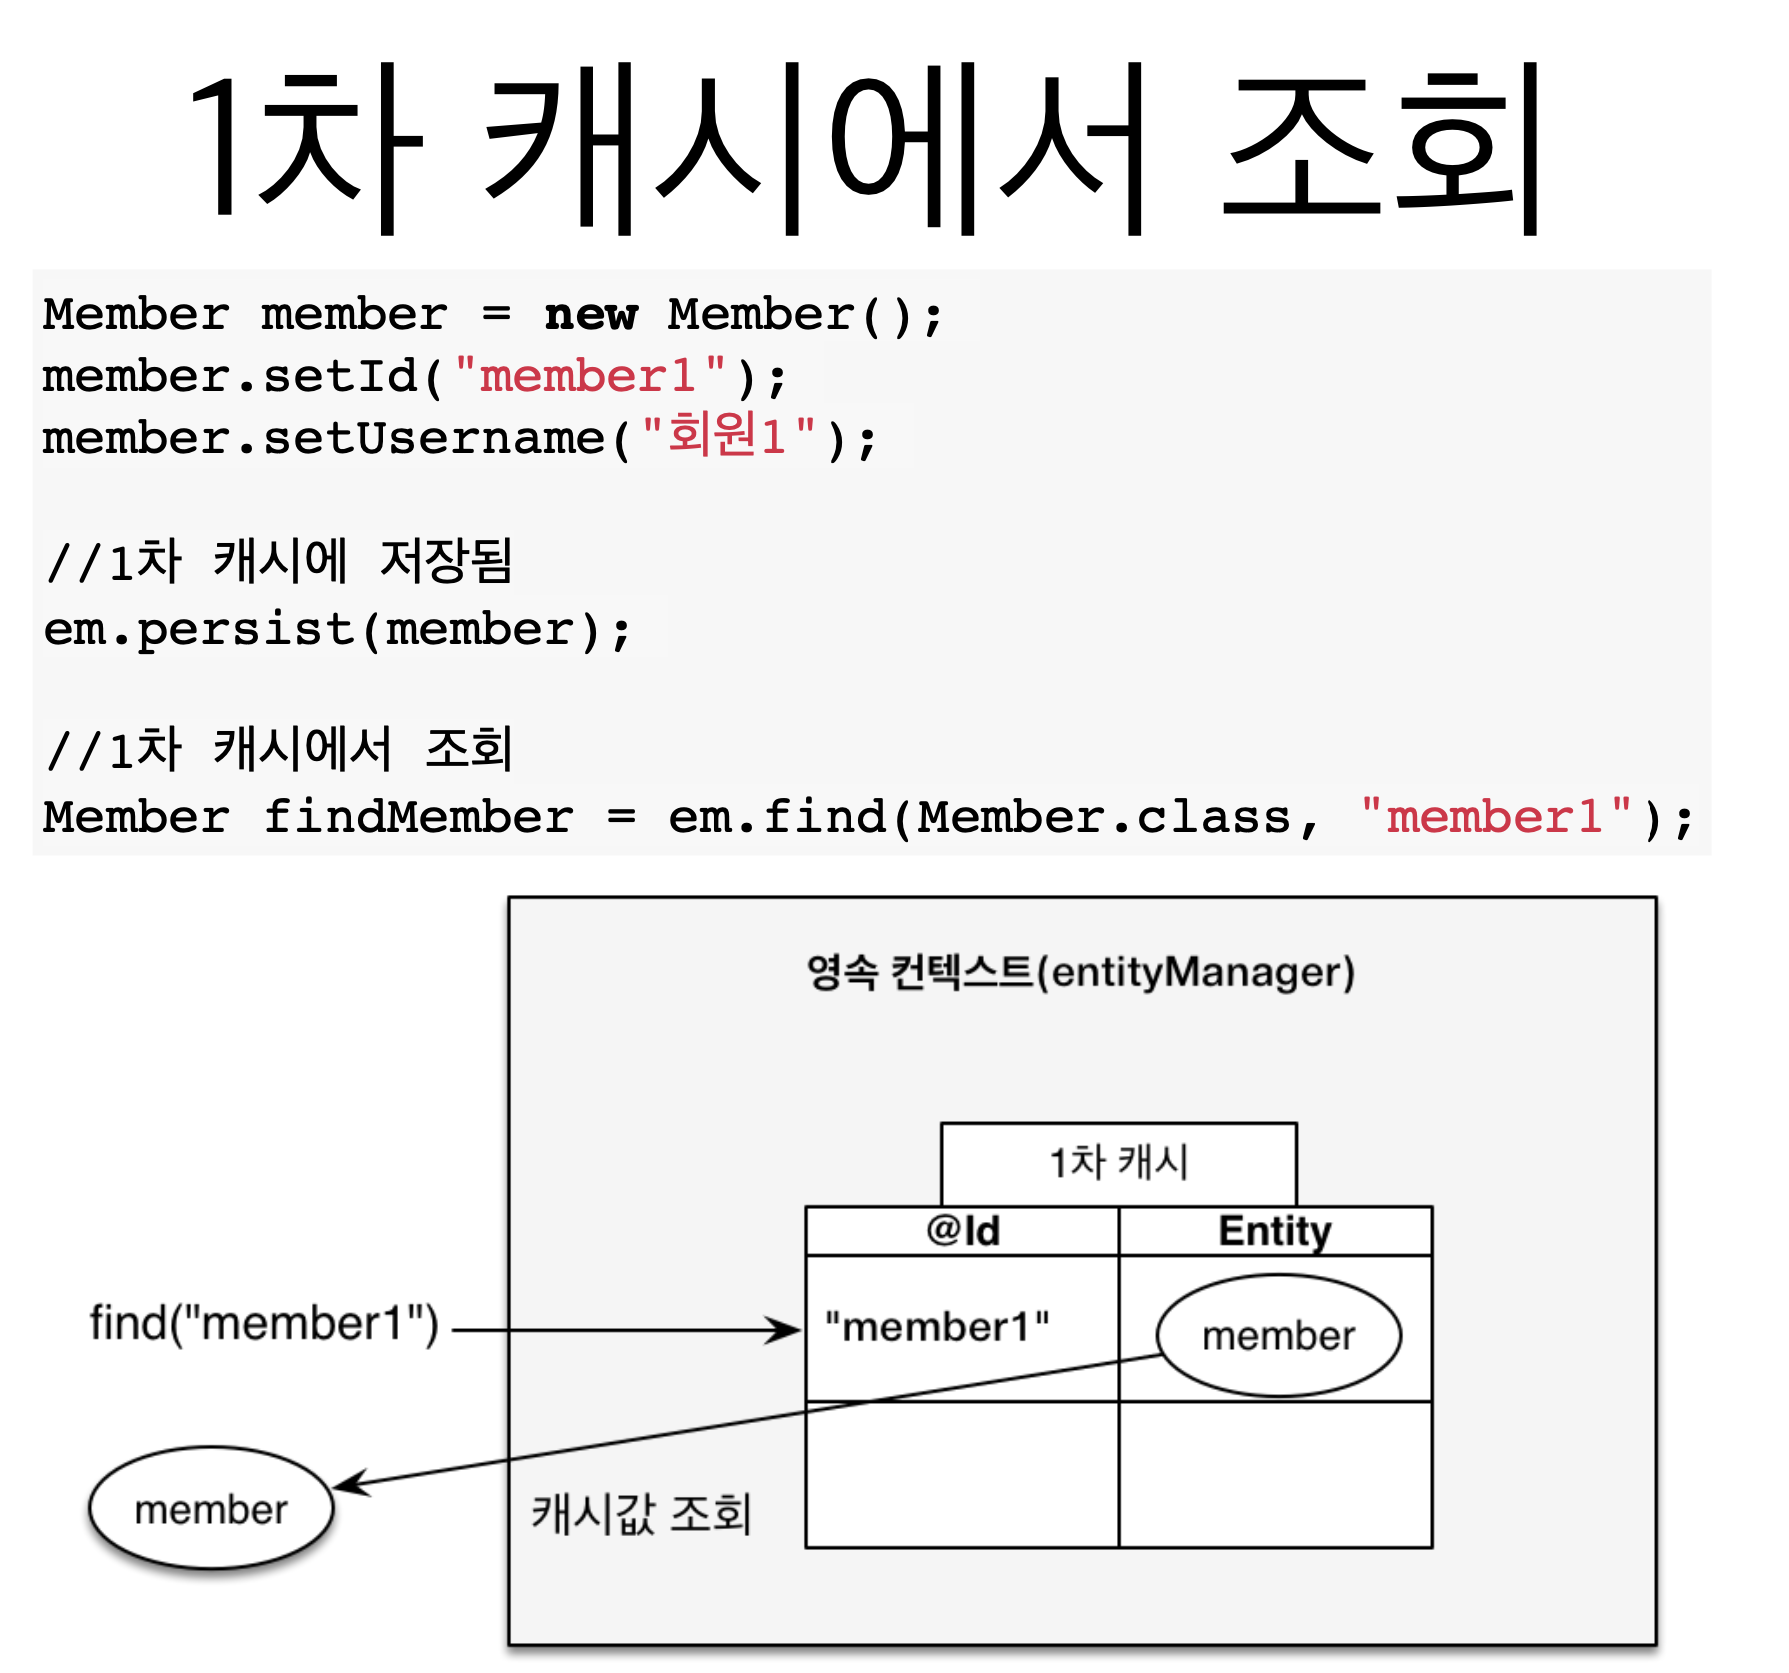 1차 캐시에서 조회
Member member = new Member();
member.setId("member1");
member.setUsername("회원1");
//1차 캐시에 저장됨
em.persist(member);
//1차 캐시에서 조회
Member findMember = em.find(Member.class, "member1");
영속 컨텍스트(entityManager)
1차 캐시
@Id Entity
find("member1")
"member1" member
member
캐시값 조회